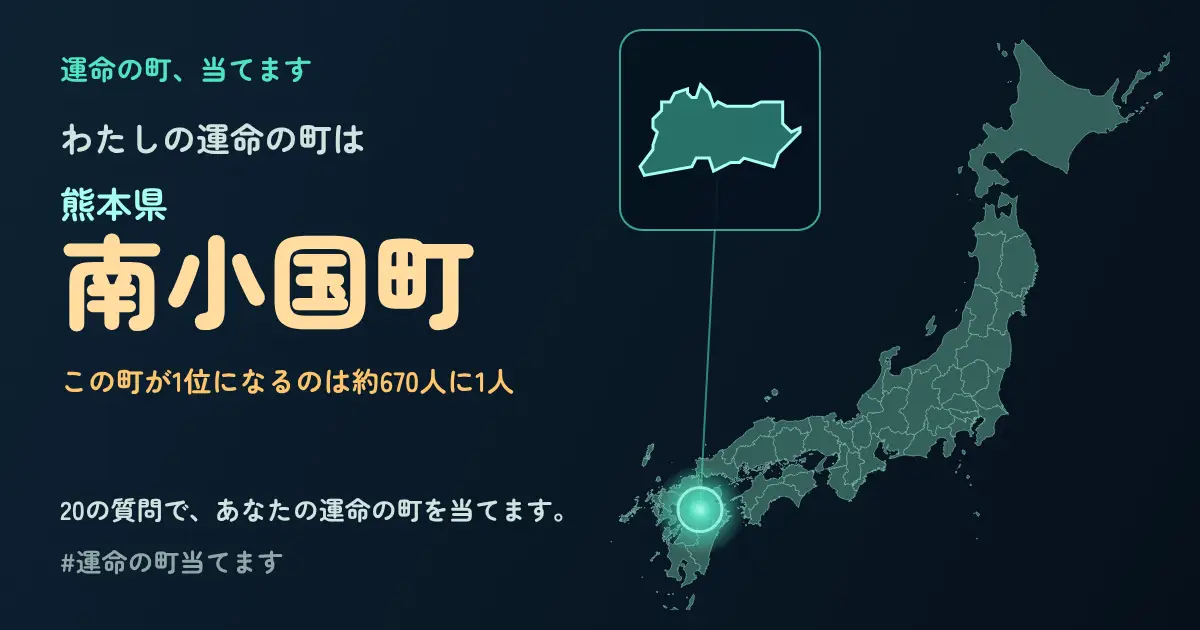 運命の町、当てます
わたしの運命の町は
熊本県
南小国町
この町が1位になるのは約670人に1人
20の質問で、あなたの運命の町を当てます。
#運命の町当てます